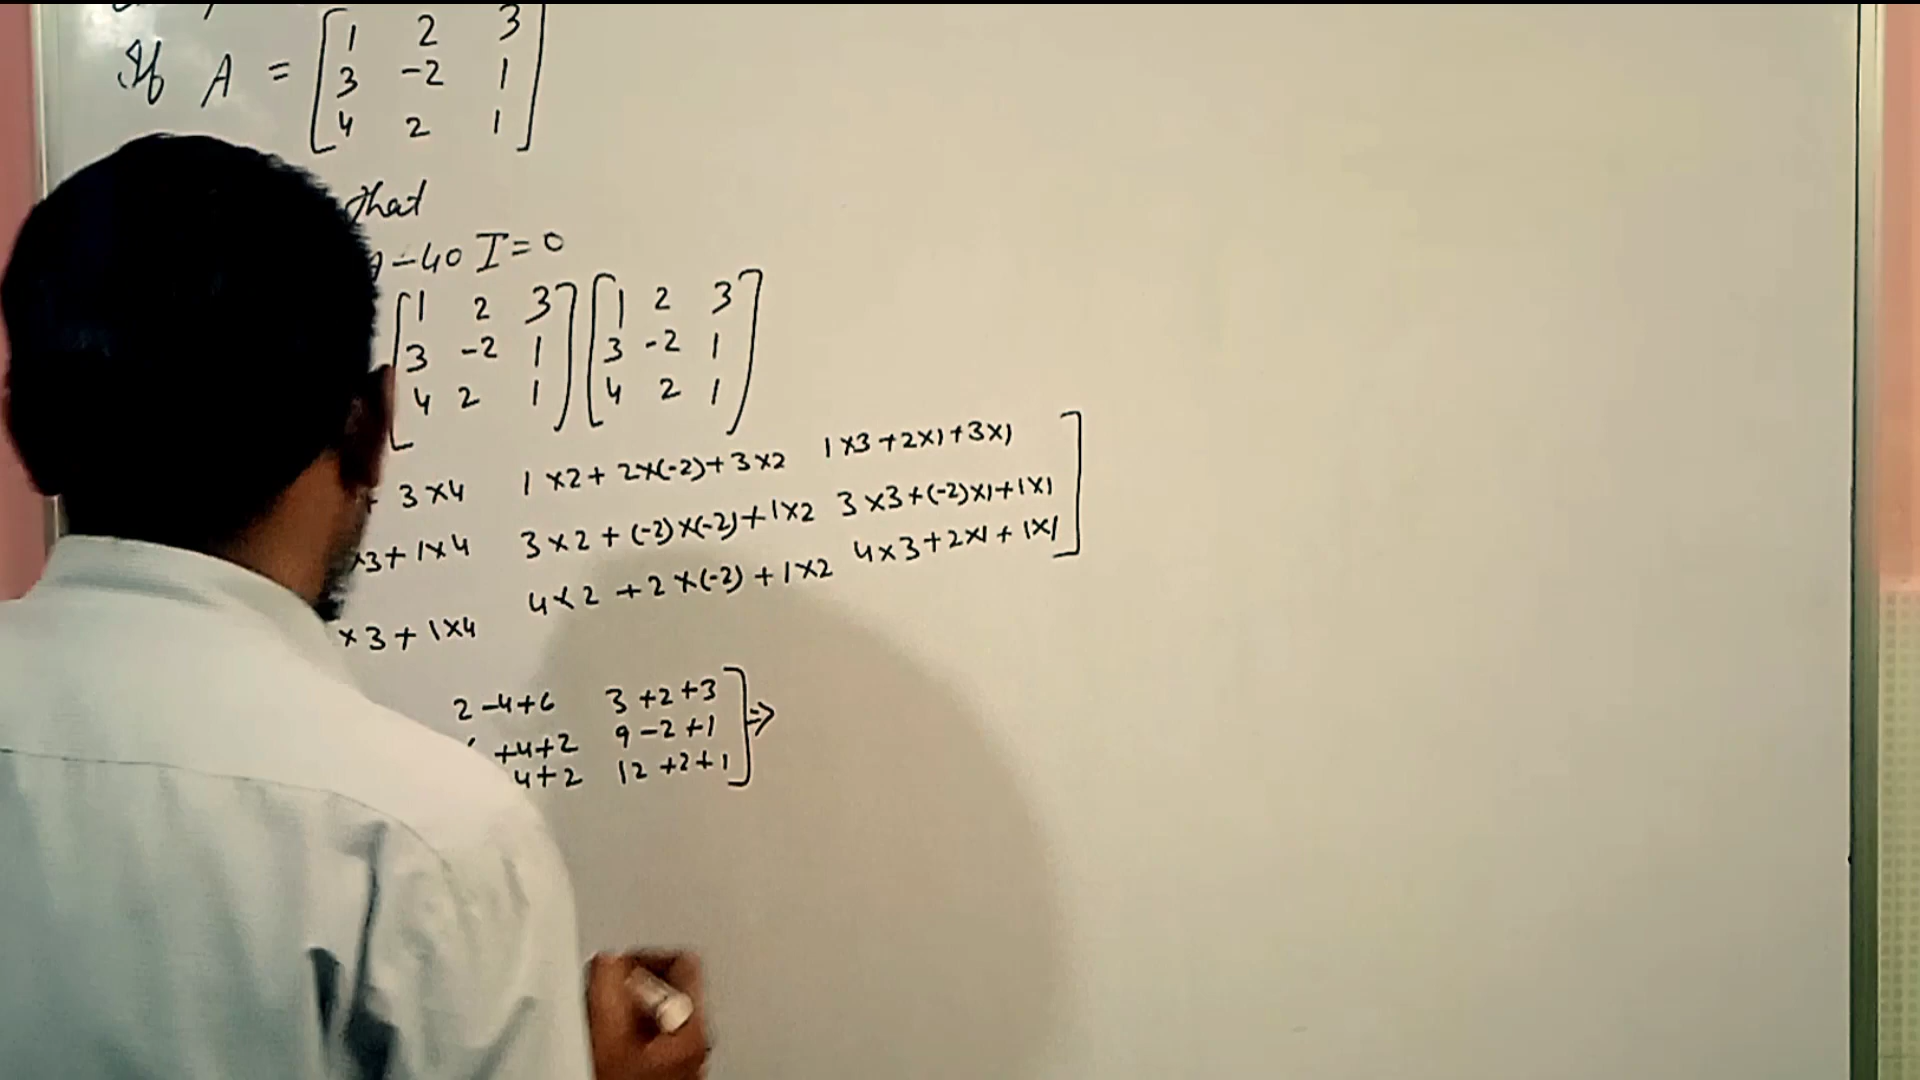 If A = [1 2 3
3 -2 1
4 2 1]
that
A-40 I=0
[1 2 3] [1 2 3]
3 -2 1 3 -2 1
4 2 1 4 2 1
+ 3×4 1×2+ 2×(-2)+3×2 1×3+2×1+3×1
×3+1×4 3×2+(-2)×(-2)+1×2 3×3+(-2)×1+1×1
×3+1×4 4×2+2×(-2)+1×2 4×3+2×1+1×1
2-4+6 3+2+3
+4+2 9-2+1 ⇒
4+2 12+2+1